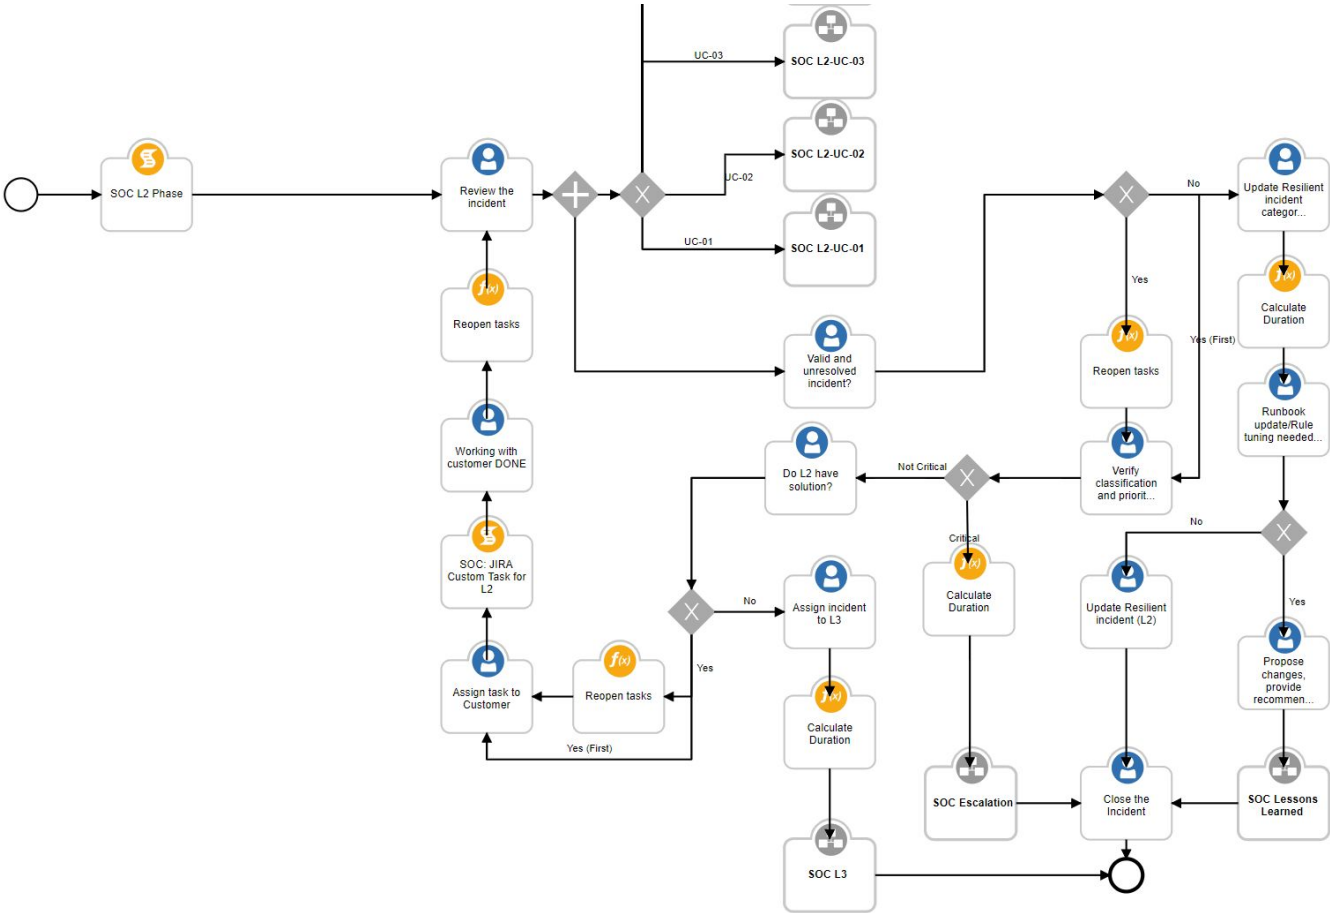 UC-03
SOC L2-UC-03
SOC L2-UC-02
UC-02
SOC L2 Phase
Review the
incident
X
X
No
Update Resilient
incident
categor...
UC-01
SOC L2-UC-01
Yes
f(x)
Reopen tasks
f(x)
Calculate
Duration
Valid and
unresolved
incident?
f(x)
Reopen tasks
Yes (First)
Runbook
update/Rule
tuning needed...
Working with
customer DONE
Do L2 have
solution?
Not Critical
X
Verify
classification
and priorit...
Critical
No
X
SOC: JIRA
Custom Task for
L2
f(x)
Calculate
Duration
X
No
Assign incident
to L3
Update Resilient
incident (L2)
Yes
Assign task to
Customer
f(x)
Reopen tasks
Yes
Propose
changes,
provide
recommen...
Yes (First)
f(x)
Calculate
Duration
SOC Escalation
Close the
Incident
SOC Lessons
Learned
SOC L3